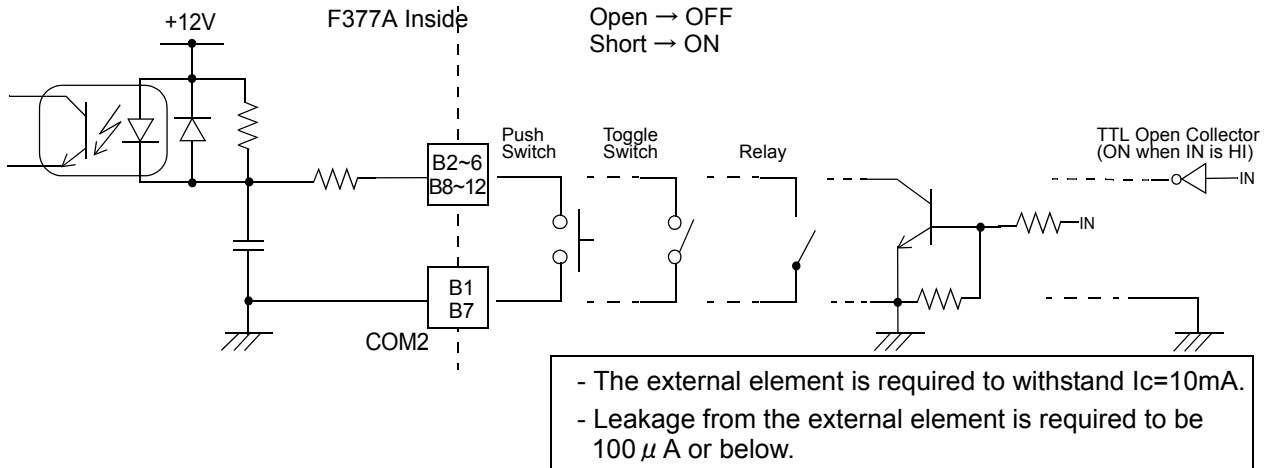 +12V
F377A Inside
Open → OFF
Short → ON
B2~6
B8~12
Push
Switch
Toggle
Switch
Relay
TTL Open Collector
(ON when IN is HI)
IN
IN
B1
B7
COM2
- The external element is required to withstand Ic=10mA.
- Leakage from the external element is required to be
100 μ A or below.